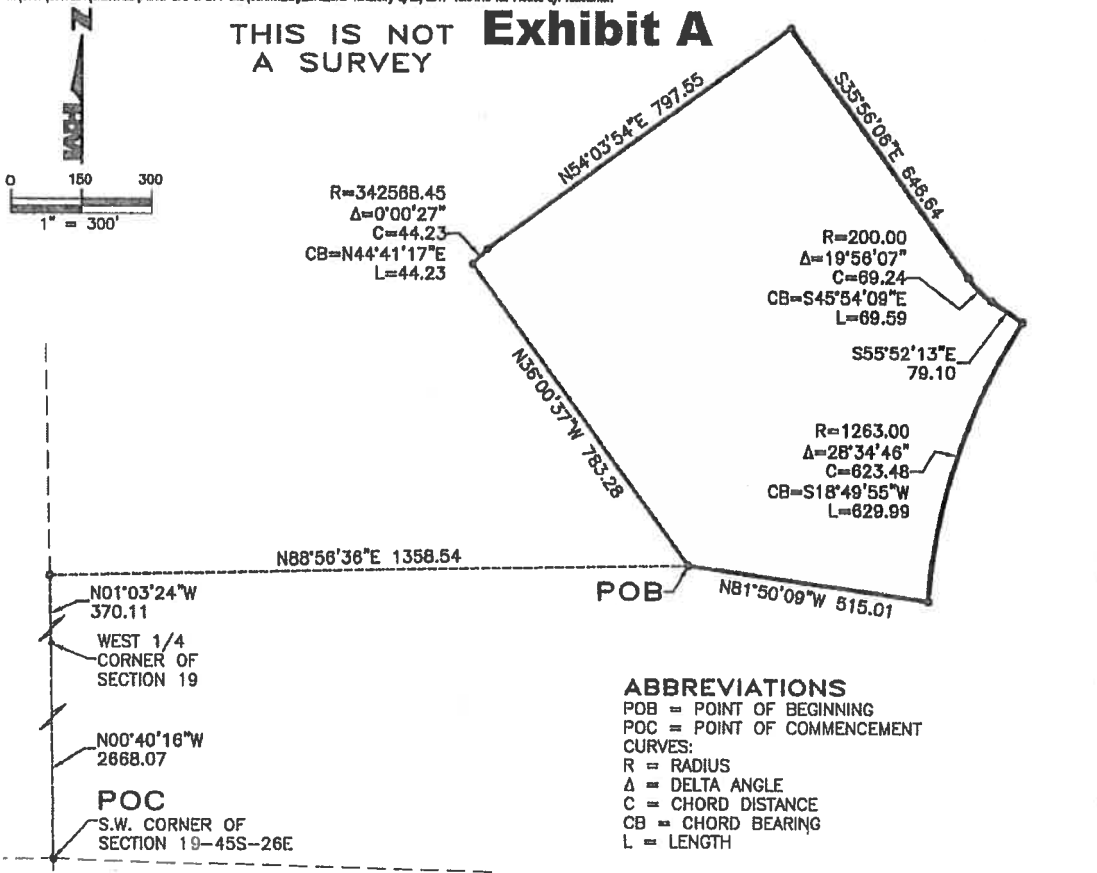 THIS IS NOT
A SURVEY
Exhibit A
Z
0 150 300
1" = 300'
N54°03'54"E 797.55
S35°56'06"E 646.64
R=342568.45
Δ=0°00'27"
C=44.23
CB=N44°41'17"E
L=44.23
R=200.00
Δ=19°56'07"
C=69.24
CB=S45°54'09"E
L=69.59
S55°52'13"E
79.10
N36°00'37"W 783.28
R=1263.00
Δ=28°34'46"
C=623.48
CB=S18°49'55"W
L=629.99
N88°56'36"E 1358.54
POB
N81°50'09"W 515.01
N01°03'24"W
370.11
WEST 1/4
CORNER OF
SECTION 19
N00°40'16"W
2668.07
POC
S.W. CORNER OF
SECTION 19-45S-26E
ABBREVIATIONS
POB = POINT OF BEGINNING
POC = POINT OF COMMENCEMENT
CURVES:
R = RADIUS
Δ = DELTA ANGLE
C = CHORD DISTANCE
CB = CHORD BEARING
L = LENGTH